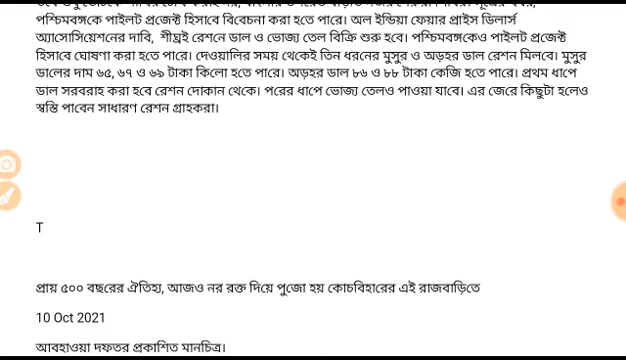 পশ্চিমবঙ্গকে পাইলট প্রজেক্ট হিসাবে বিবেচনা করা হতে পারে। অল ইন্ডিয়া ফেয়ার প্রাইস ডিলার্স
অ্যাসোসিয়েশনের দাবি, শীঘ্রই রেশনে ডাল ও ভোজ্য তেল বিক্রি শুরু হবে। পশ্চিমবঙ্গকেও পাইলট প্রজেক্ট
হিসাবে ঘোষণা করা হতে পারে। দেওয়ালির সময় থেকেই তিন ধরনের মুসুর ও অড়হর ডাল রেশন মিলবে। মুসুর
ডালের দাম ৬৫, ৬৭ ও ৬৯ টাকা কিলো হতে পারে। অড়হর ডাল ৮৬ ও ৮৮ টাকা কেজি হতে পারে। প্রথম ধাপে
ডাল সরবরাহ করা হবে রেশন দোকান থেকে। পরের ধাপে ভোজ্য তেলও পাওয়া যাবে। এর জেরে কিছুটা হলেও
স্বস্তি পাবেন সাধারণ রেশন গ্রাহকরা।
T
প্রায় ৫০০ বছরের ঐতিহ্য, আজও নর রক্ত দিয়ে পুজো হয় কোচবিহারের এই রাজবাড়িতে
10 Oct 2021
আবহাওয়া দফতর প্রকাশিত মানচিত্র।